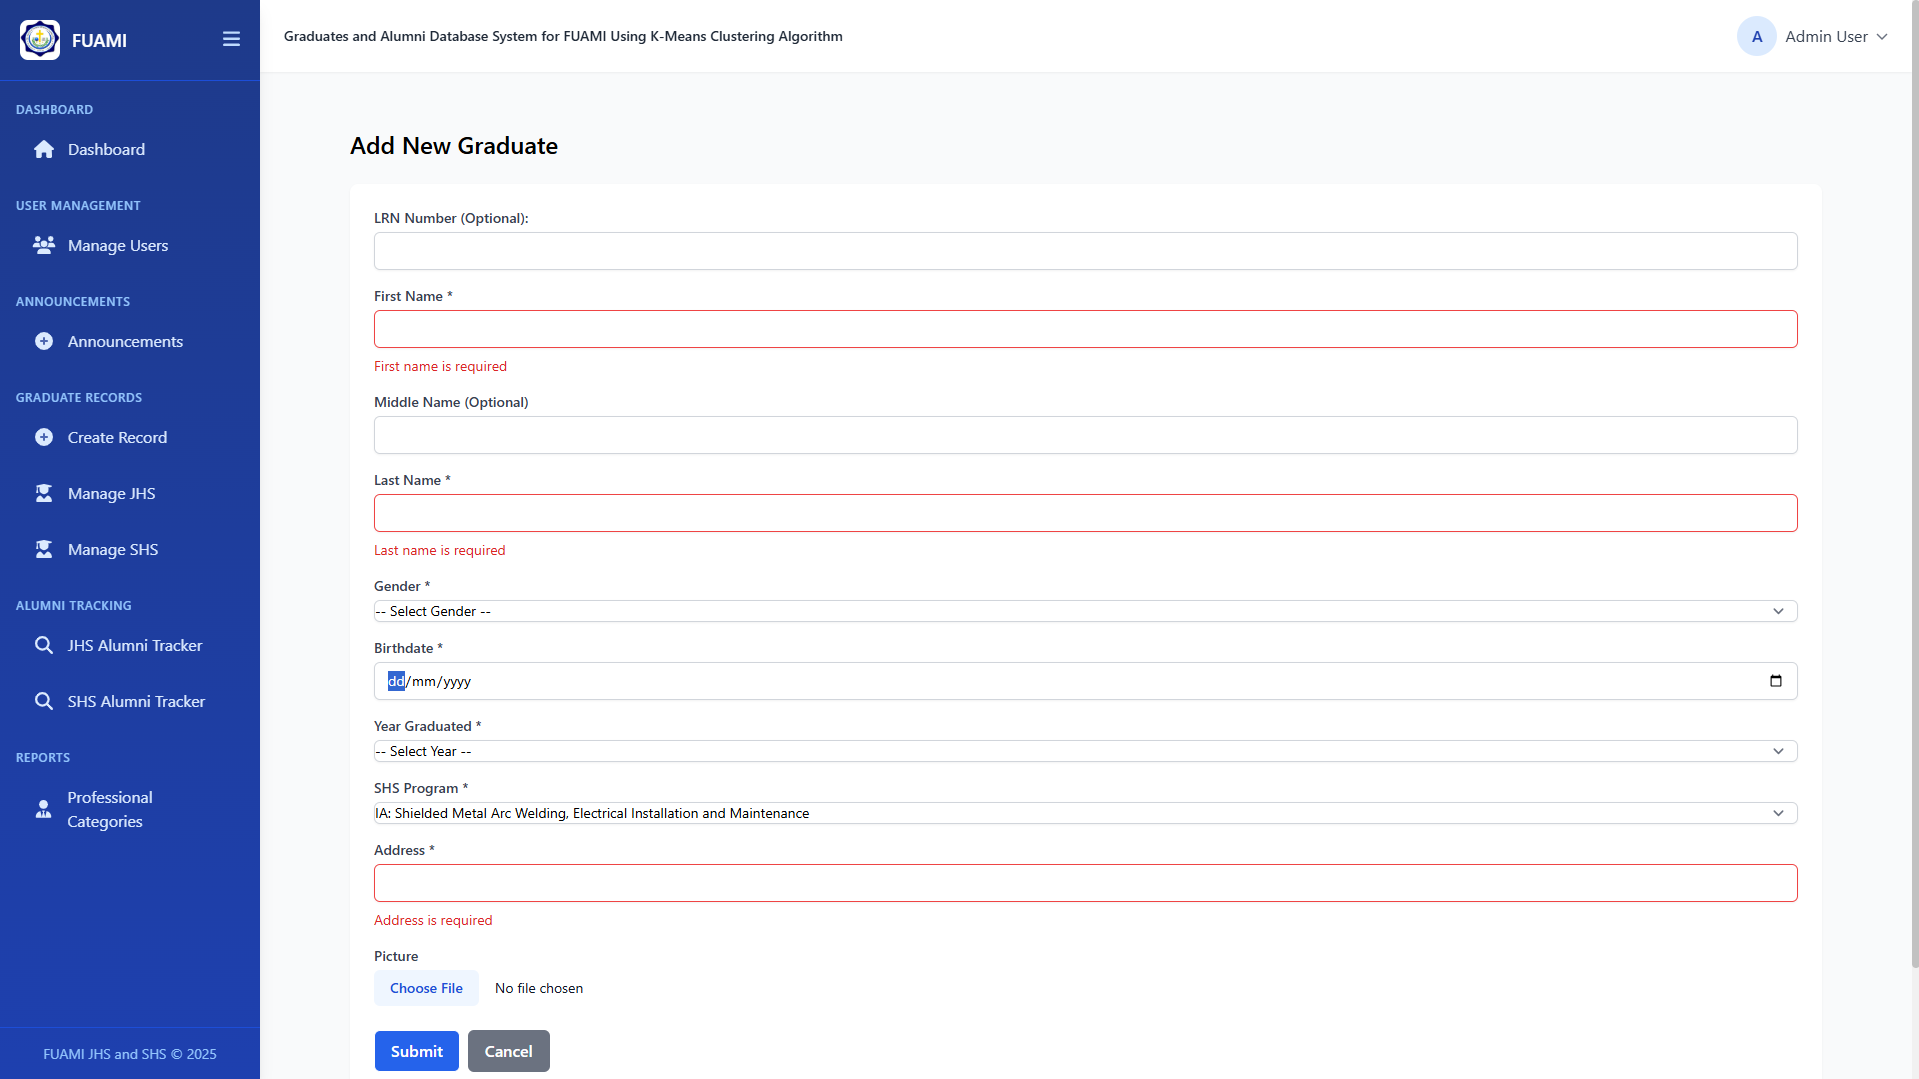 FUAMI
DASHBOARD
Dashboard
USER MANAGEMENT
Manage Users
ANNOUNCEMENTS
Announcements
GRADUATE RECORDS
Create Record
Manage JHS
Manage SHS
ALUMNI TRACKING
JHS Alumni Tracker
SHS Alumni Tracker
REPORTS
Professional
Categories
FUAMI JHS and SHS © 2025
Graduates and Alumni Database System for FUAMI Using K-Means Clustering Algorithm
A Admin User
Add New Graduate
LRN Number (Optional):
First Name *
First name is required
Middle Name (Optional)
Last Name *
Last name is required
Gender *
-- Select Gender --
Birthdate *
dd/mm/yyyy
Year Graduated *
-- Select Year --
SHS Program *
IA: Shielded Metal Arc Welding, Electrical Installation and Maintenance
Address *
Address is required
Picture
Choose File No file chosen
Submit Cancel